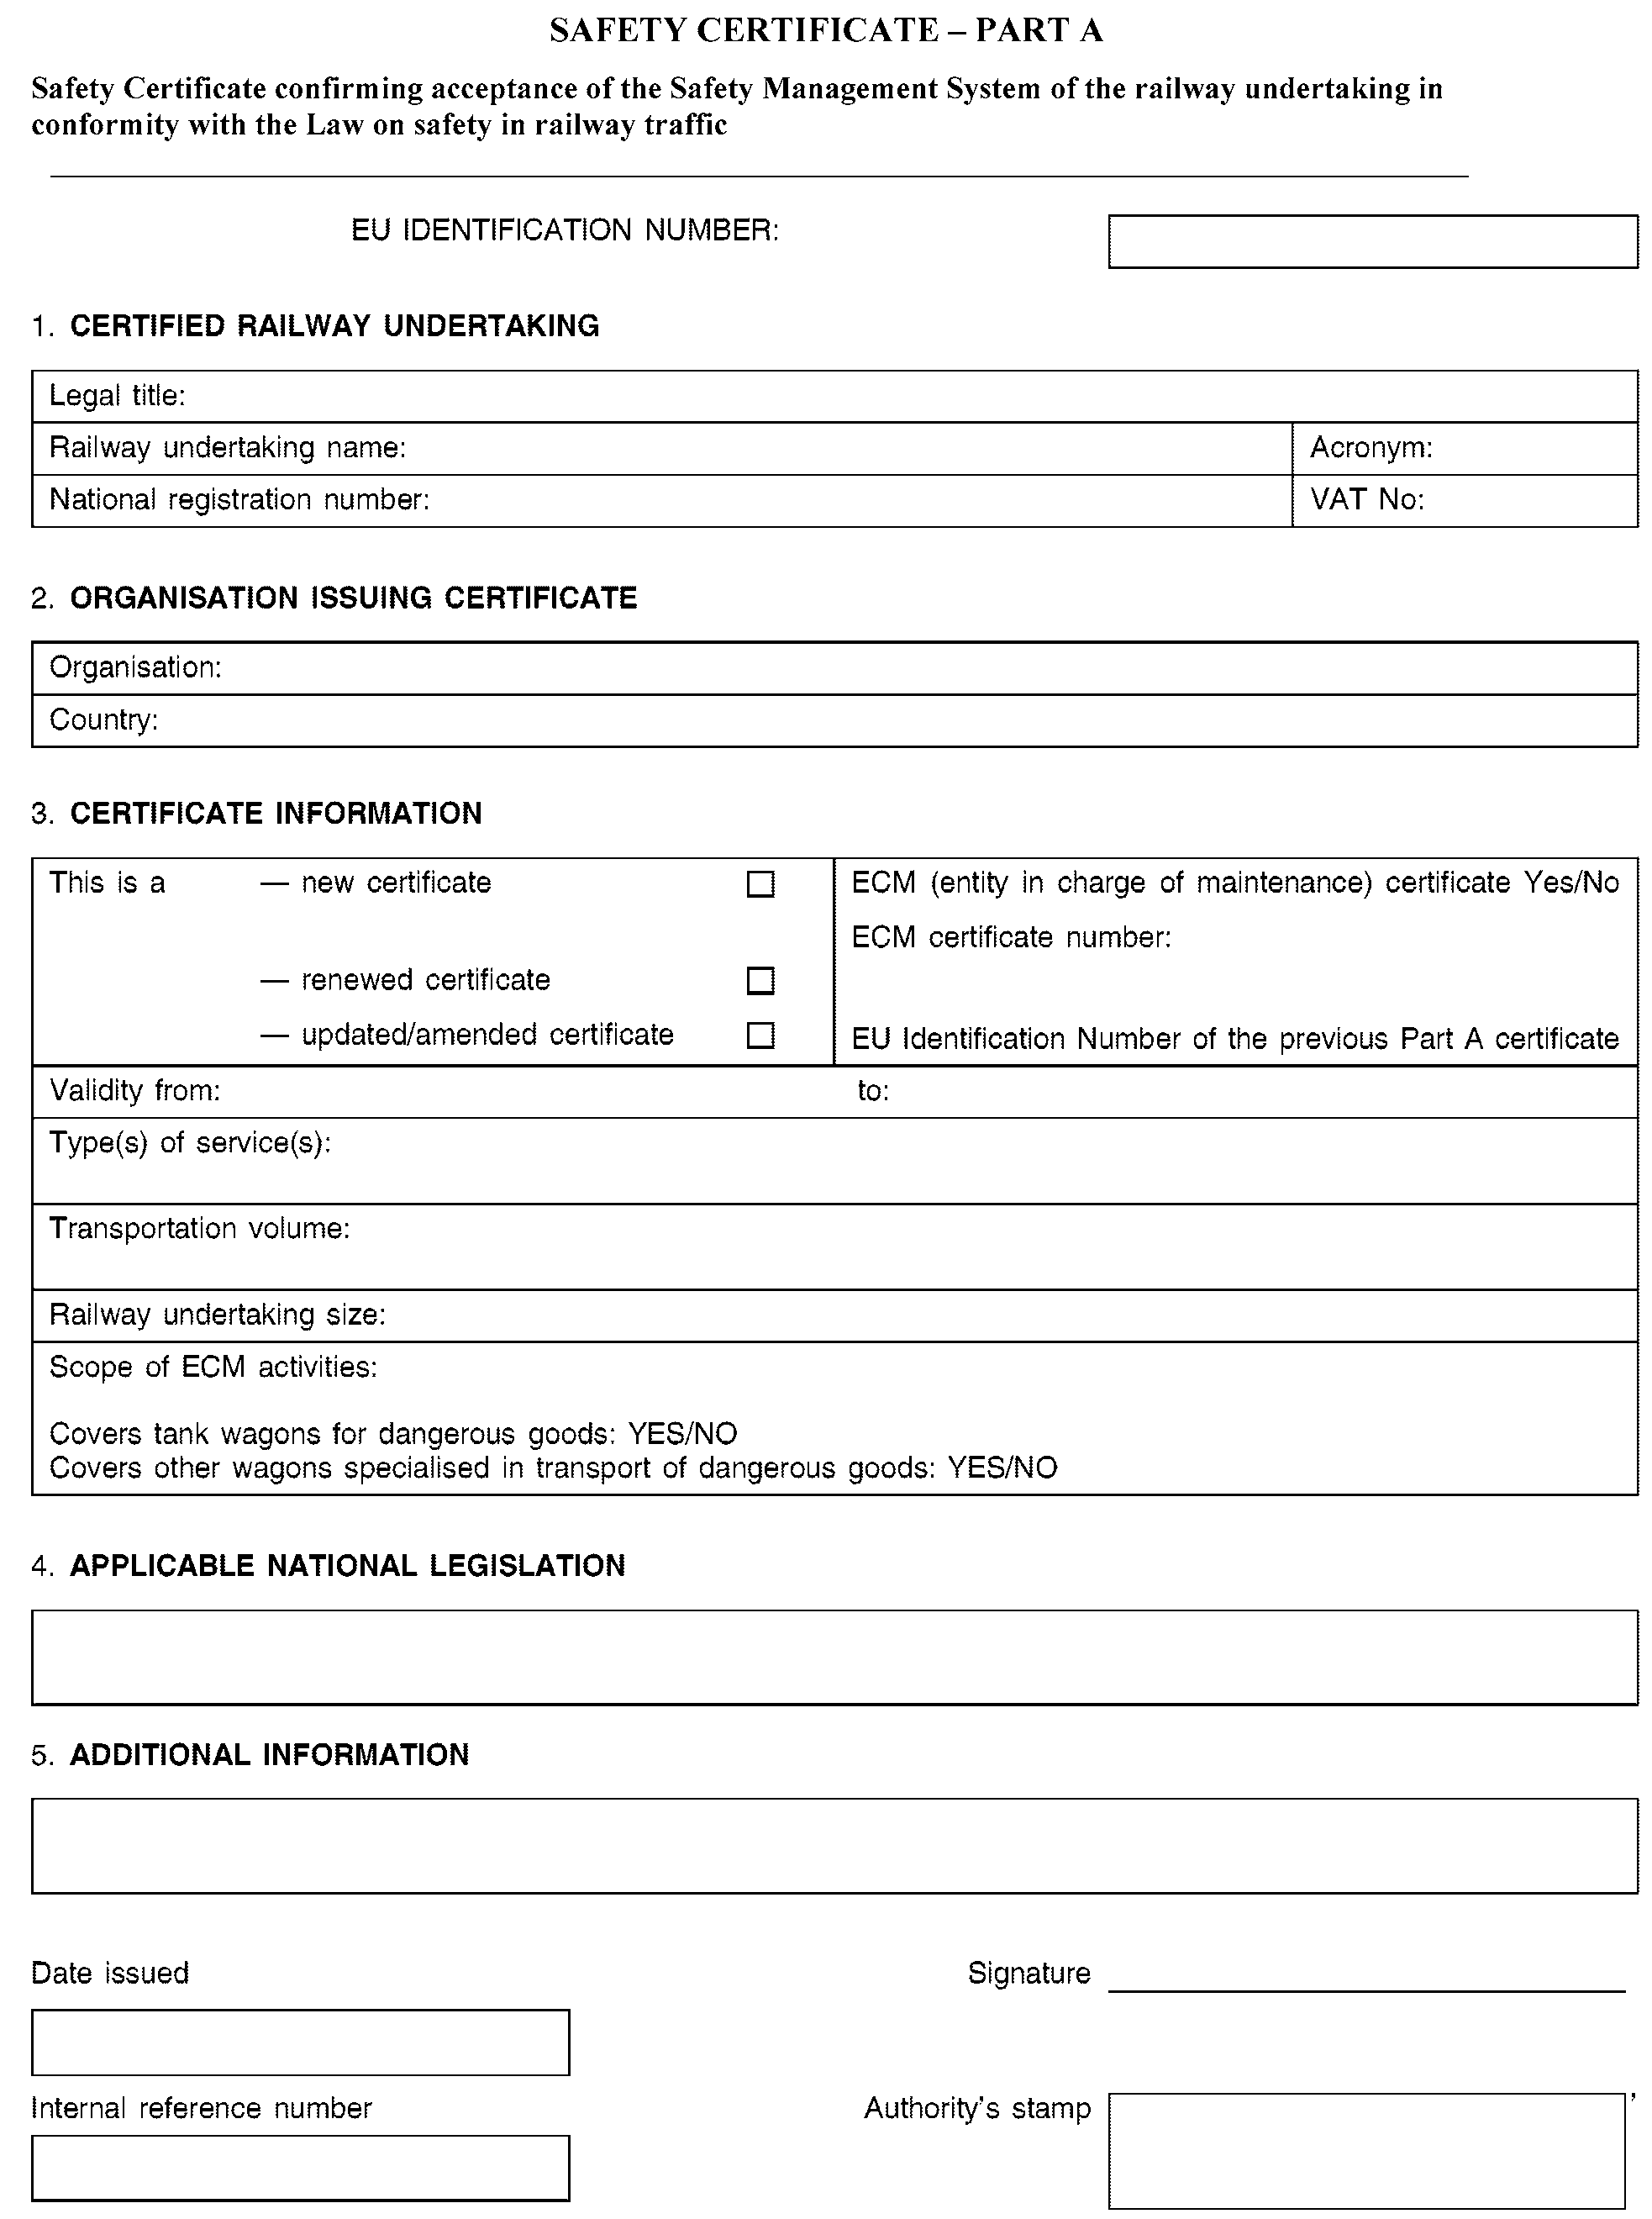 SAFETY CERTIFICATE – PART A
Safety Certificate confirming acceptance of the Safety Management System of the railway undertaking in
conformity with the Law on safety in railway traffic
EU IDENTIFICATION NUMBER:
1. CERTIFIED RAILWAY UNDERTAKING
Legal title:
Railway undertaking name:
Acronym:
National registration number:
VAT No:
2. ORGANISATION ISSUING CERTIFICATE
Organisation:
Country:
3. CERTIFICATE INFORMATION
This is a — new certificate
— renewed certificate
— updated/amended certificate
ECM (entity in charge of maintenance) certificate Yes/No
ECM certificate number:
EU Identification Number of the previous Part A certificate
Validity from: to:
Type(s) of service(s):
Transportation volume:
Railway undertaking size:
Scope of ECM activities:
Covers tank wagons for dangerous goods: YES/NO
Covers other wagons specialised in transport of dangerous goods: YES/NO
4. APPLICABLE NATIONAL LEGISLATION
5. ADDITIONAL INFORMATION
Date issued
Signature
Internal reference number
Authority's stamp
’